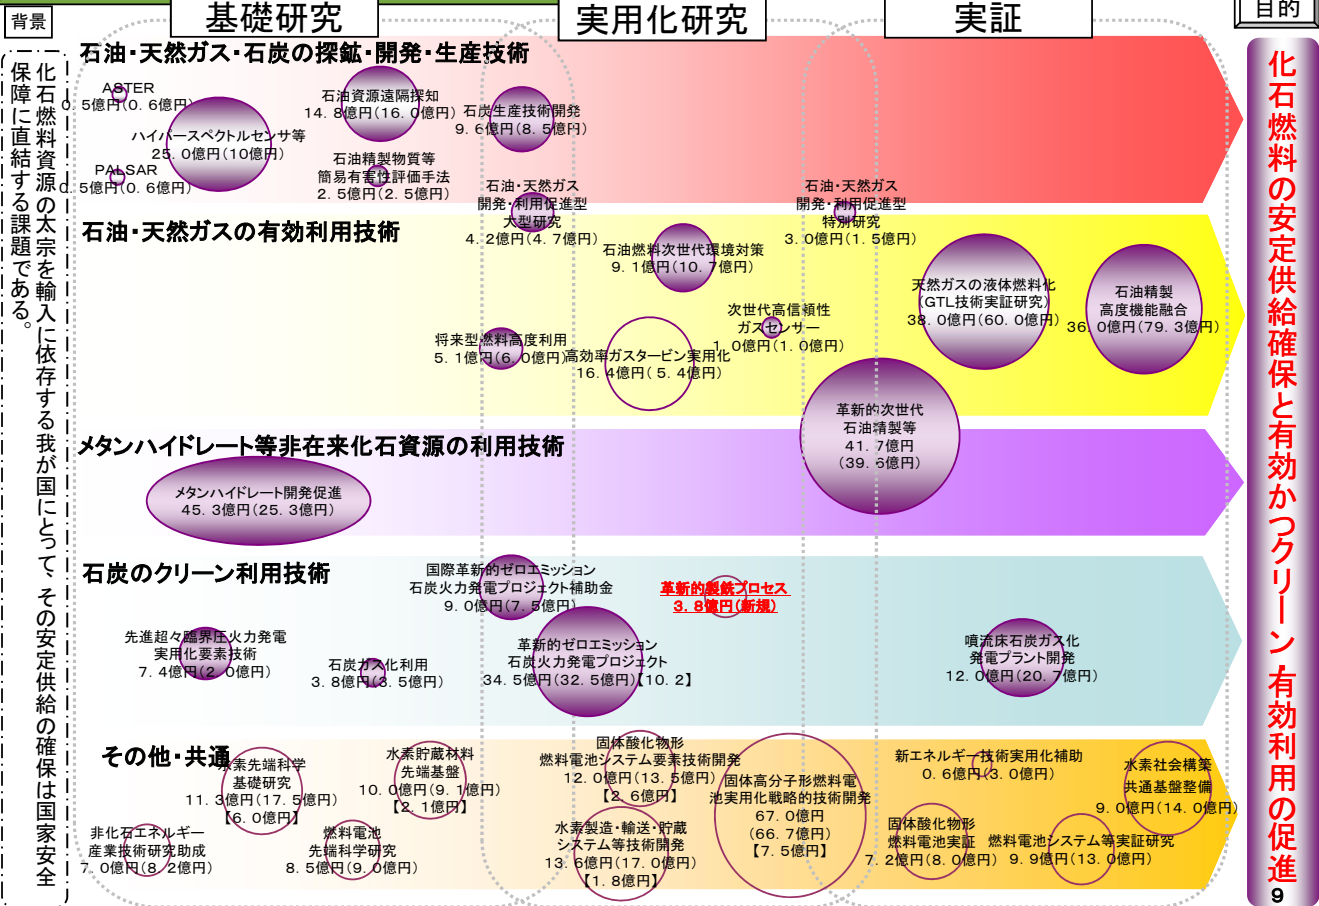 背景
基礎研究
実用化研究
実証
目的
化石燃料資源の太宗を輸入に依存する我が国にとって、その安定供給の確保は国家安全
保障に直結する課題である。
石油・天然ガス・石炭の探鉱・開発・生産技術
ASTER
0．5億円(0．6億円)
ハイパースペクトルセンサ等
25．0億円(10億円)
PALSAR
0．5億円(0．6億円)
石油資源遠隔探知
14．8億円(16．0億円)
石油精製物質等
簡易有害性評価手法
2．5億円(2．5億円)
石炭生産技術開発
9．6億円(8．5億円)
石油・天然ガス
開発・利用促進型
大型研究
4．2億円(4．7億円)
石油・天然ガス
開発・利用促進型
特別研究
3．0億円(1．5億円)
石油・天然ガスの有効利用技術
石油燃料次世代環境対策
9．1億円(10．7億円)
次世代高信頼性
ガスセンサー
1．0億円(1．0億円)
将来型燃料高度利用
5．1億円(6．0億円)
高効率ガスタービン実用化
16．4億円(５．4億円)
天然ガスの液体燃料化
(GTL技術実証研究)
38．0億円(60．0億円)
石油精製
高度機能融合
36．0億円(79．3億円)
革新的次世代
石油精製等
41．7億円
(39．6億円)
メタンハイドレート等非在来化石資源の利用技術
メタンハイドレート開発促進
45．3億円(25．3億円)
石炭のクリーン利用技術
国際革新的ゼロエミッション
石炭火力発電プロジェクト補助金
9．0億円(7．5億円)
革新的製銑プロセス
3．8億円(新規)
先進超々臨界圧火力発電
実用化要素技術
7．4億円(2．0億円)
石炭ガス化利用
3．8億円(3．5億円)
革新的ゼロエミッション
石炭火力発電プロジェクト
34．5億円(32．5億円)【10．2】
噴流床石炭ガス化
発電プラント開発
12．0億円(20．7億円)
その他・共通
水素先端科学
基礎研究
11．3億円(17．5億円)
【6．0億円】
水素貯蔵材料
先端基盤
10．0億円(9．1億円)
【2．1億円】
非化石エネルギー
産業技術研究助成
7．0億円(8．2億円)
燃料電池
先端科学研究
8．5億円(9．0億円)
固体酸化物形
燃料電池システム要素技術開発
12．0億円(13．5億円)
【2．6億円】
水素製造・輸送・貯蔵
システム等技術開発
13．6億円(17．0億円)
【1．8億円】
固体高分子形燃料電
池実用化戦略的技術開発
67．0億円
(66．7億円)
【7．5億円】
新エネルギー技術実用化補助
0．6億円(3．0億円)
固体酸化物形
燃料電池実証
7．2億円(8．0億円)
燃料電池システム等実証研究
9．9億円(13．0億円)
水素社会構築
共通基盤整備
9．0億円(14．0億円)
化石燃料の安定供給確保と有効かつクリーン・有効利用の促進
9